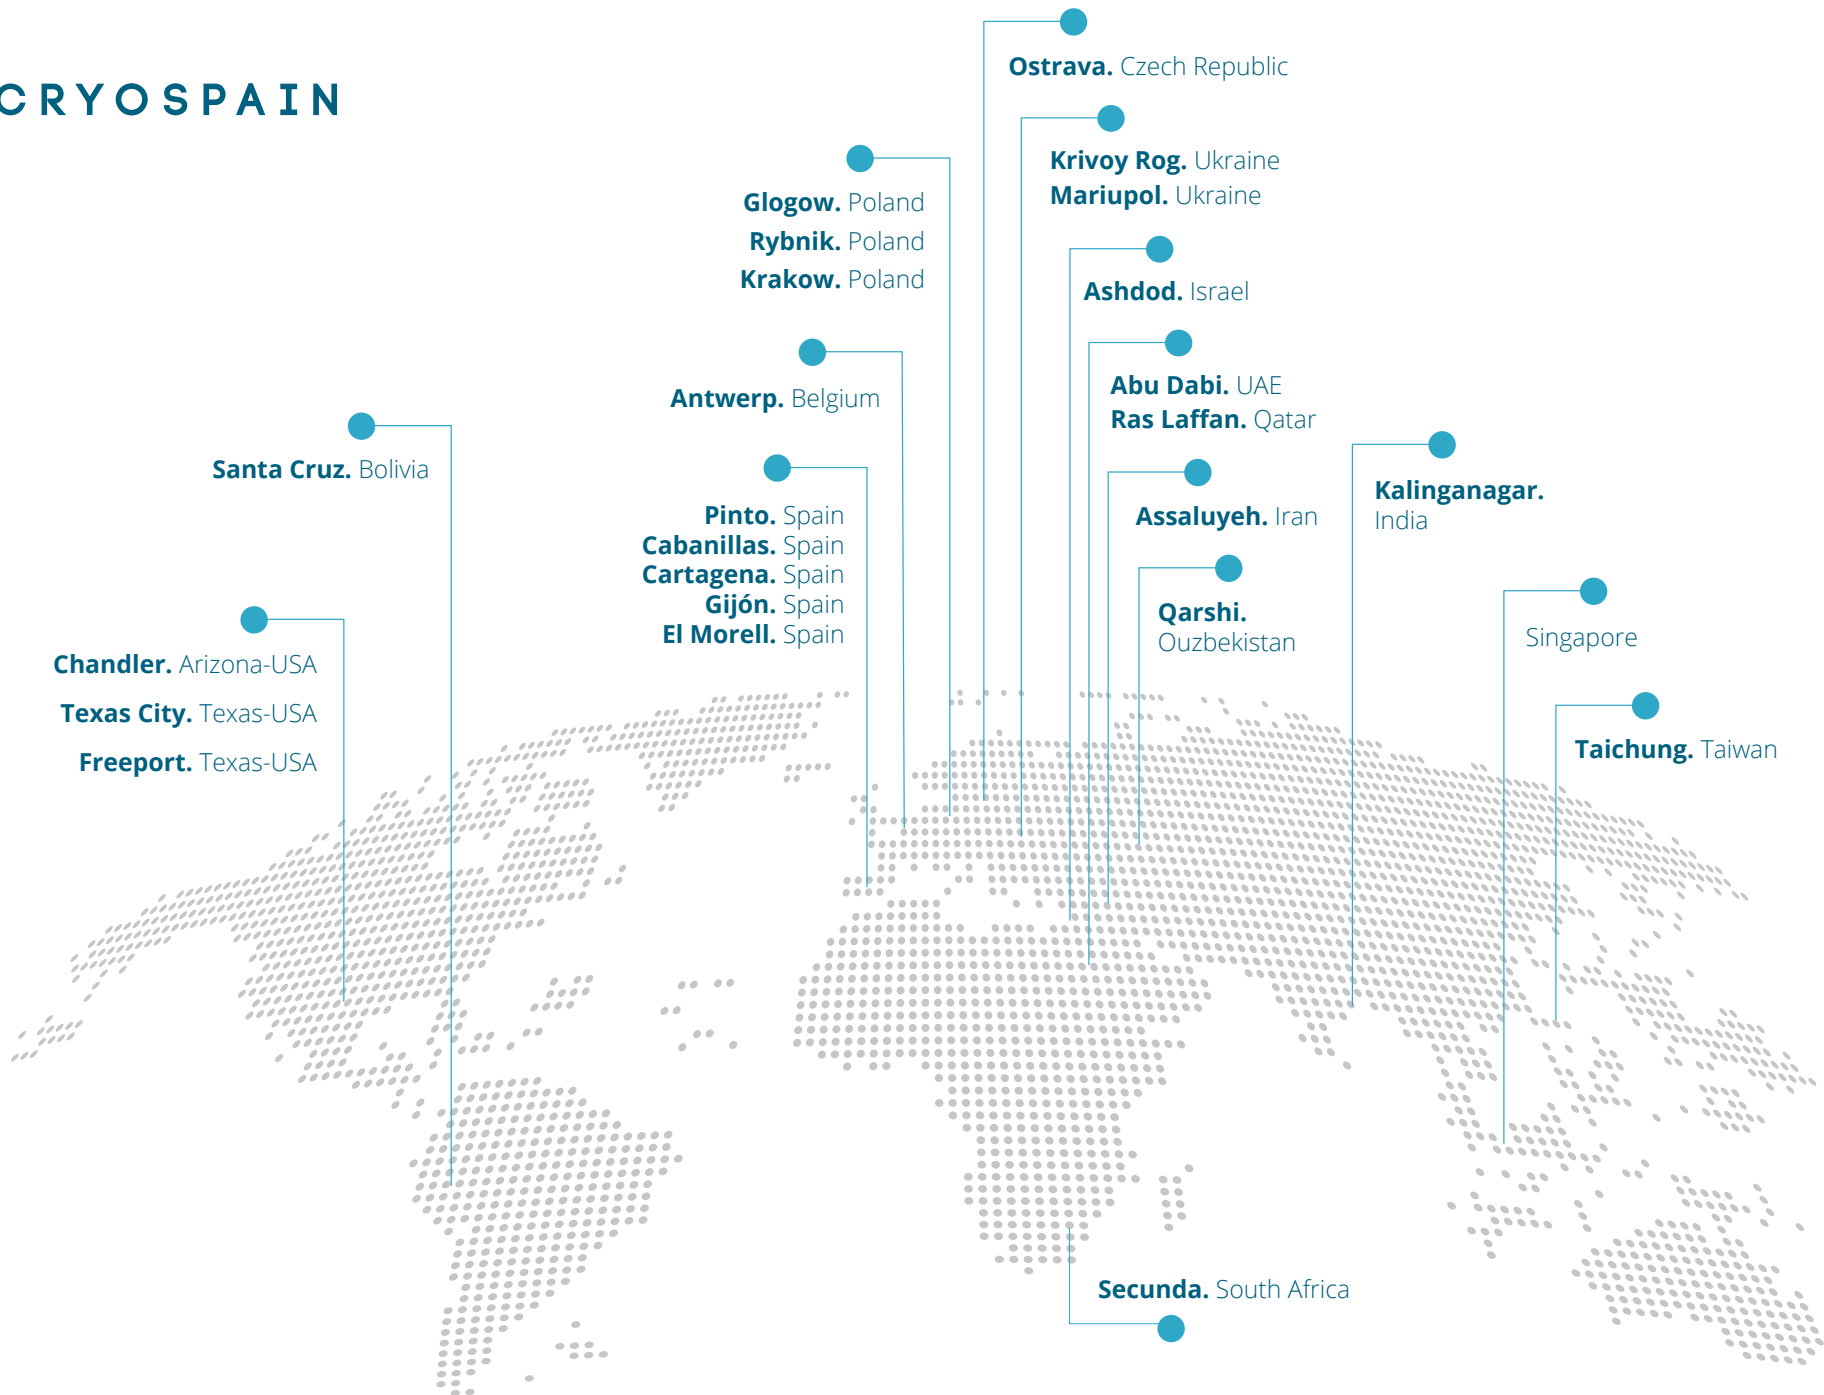 CRYOSPAIN
Ostrava. Czech Republic
Krivoy Rog. Ukraine
Mariupol. Ukraine
Glogow. Poland
Rybnik. Poland
Krakow. Poland
Ashdod. Israel
Antwerp. Belgium
Abu Dabi. UAE
Ras Laffan. Qatar
Santa Cruz. Bolivia
Pinto. Spain
Cabanillas. Spain
Cartagena. Spain
Gijón. Spain
El Morell. Spain
Assaluyeh. Iran
Kalinganagar.
India
Qarshi.
Ouzbekistan
Singapore
Chandler. Arizona-USA
Texas City. Texas-USA
Freeport. Texas-USA
Taichung. Taiwan
Secunda. South Africa